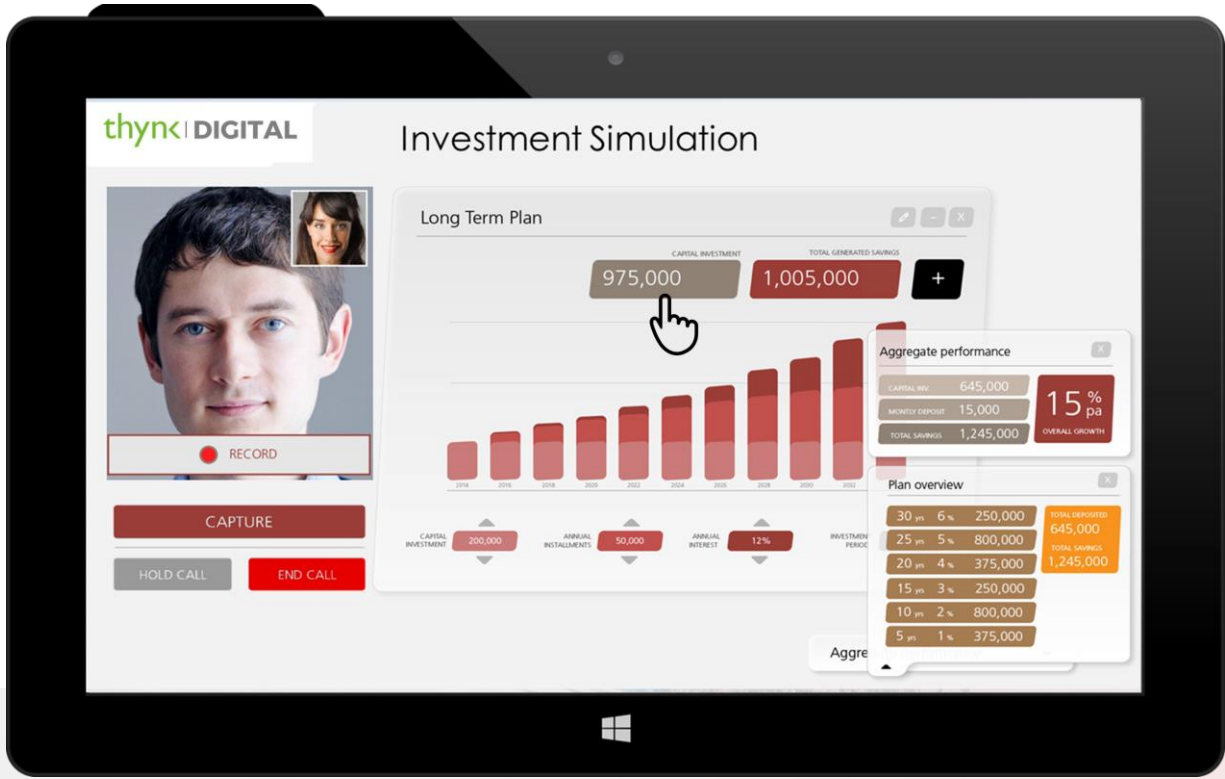 thynk DIGITAL
Investment Simulation
RECORD
CAPTURE
HOLD CALL
END CALL
Long Term Plan
X
CAPITAL INVESTMENT
TOTAL GENERATED SAVINGS
975,000
1,005,000
+
2014 2016 2018 2020 2022 2024 2026 2028 2030 2032
CAPITAL INVESTMENT
200,000
ANNUAL INSTALLMENTS
50,000
ANNUAL INTEREST
12%
INVESTMEN
PERIOD
Aggregate performance
X
CAPITAL INV. 645,000
MONTLY DEPOSIT 15,000
TOTAL SAVINGS 1,245,000
15 % pa
OVERALL GROWTH
Plan overview
X
30 yrs 6 % 250,000
25 yrs 5 % 800,000
20 yrs 4 % 375,000
15 yrs 3 % 250,000
10 yrs 2 % 800,000
5 yrs 1 % 375,000
TOTAL DEPOSITED
645,000
TOTAL SAVINGS
1,245,000
Aggre